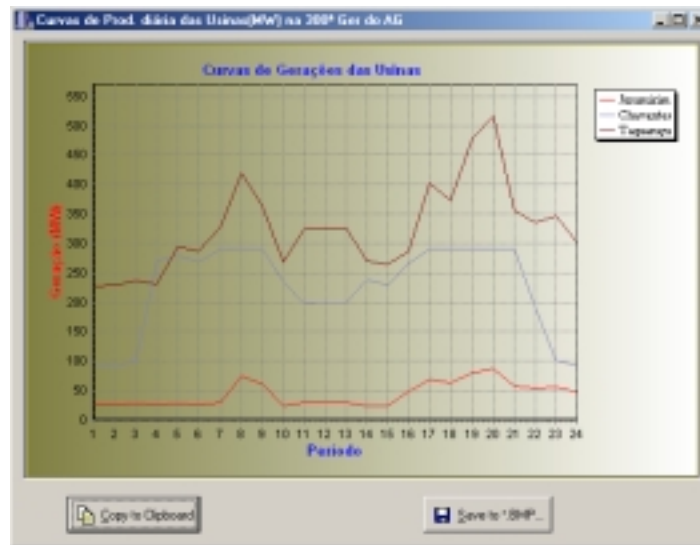 Curvas de Prod. diária das Usinas(MW) na 300ª Ger do AG
Curvas de Gerações das Usinas
Jurumirim
Chavantes
Taquaruçu
Geração (MW)
550
500
450
400
350
300
250
200
150
100
50
0
1 2 3 4 5 6 7 8 9 10 11 12 13 14 15 16 17 18 19 20 21 22 23 24
Período
Copy to Clipboard
Save to *.BMP...